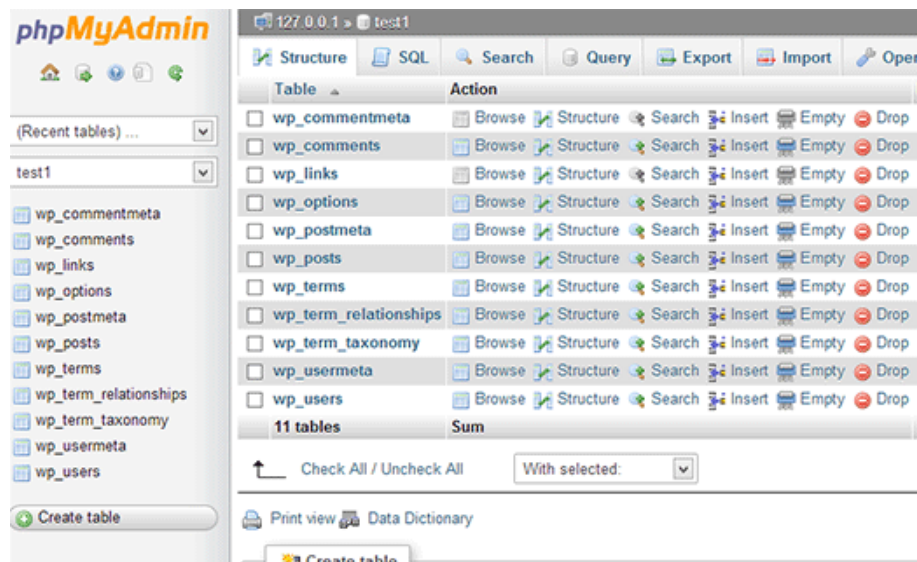 phpMyAdmin
(Recent tables) ...
test1
wp_commentmeta
wp_comments
wp_links
wp_options
wp_postmeta
wp_posts
wp_terms
wp_term_relationships
wp_term_taxonomy
wp_usermeta
wp_users
Create table
127.0.0.1 » test1
Structure SQL Search Query Export Import Oper
Table Action
wp_commentmeta Browse Structure Search Insert Empty Drop
wp_comments Browse Structure Search Insert Empty Drop
wp_links Browse Structure Search Insert Empty Drop
wp_options Browse Structure Search Insert Empty Drop
wp_postmeta Browse Structure Search Insert Empty Drop
wp_posts Browse Structure Search Insert Empty Drop
wp_terms Browse Structure Search Insert Empty Drop
wp_term_relationships Browse Structure Search Insert Empty Drop
wp_term_taxonomy Browse Structure Search Insert Empty Drop
wp_usermeta Browse Structure Search Insert Empty Drop
wp_users Browse Structure Search Insert Empty Drop
11 tables Sum
Check All / Uncheck All With selected:
Print view Data Dictionary
Create table